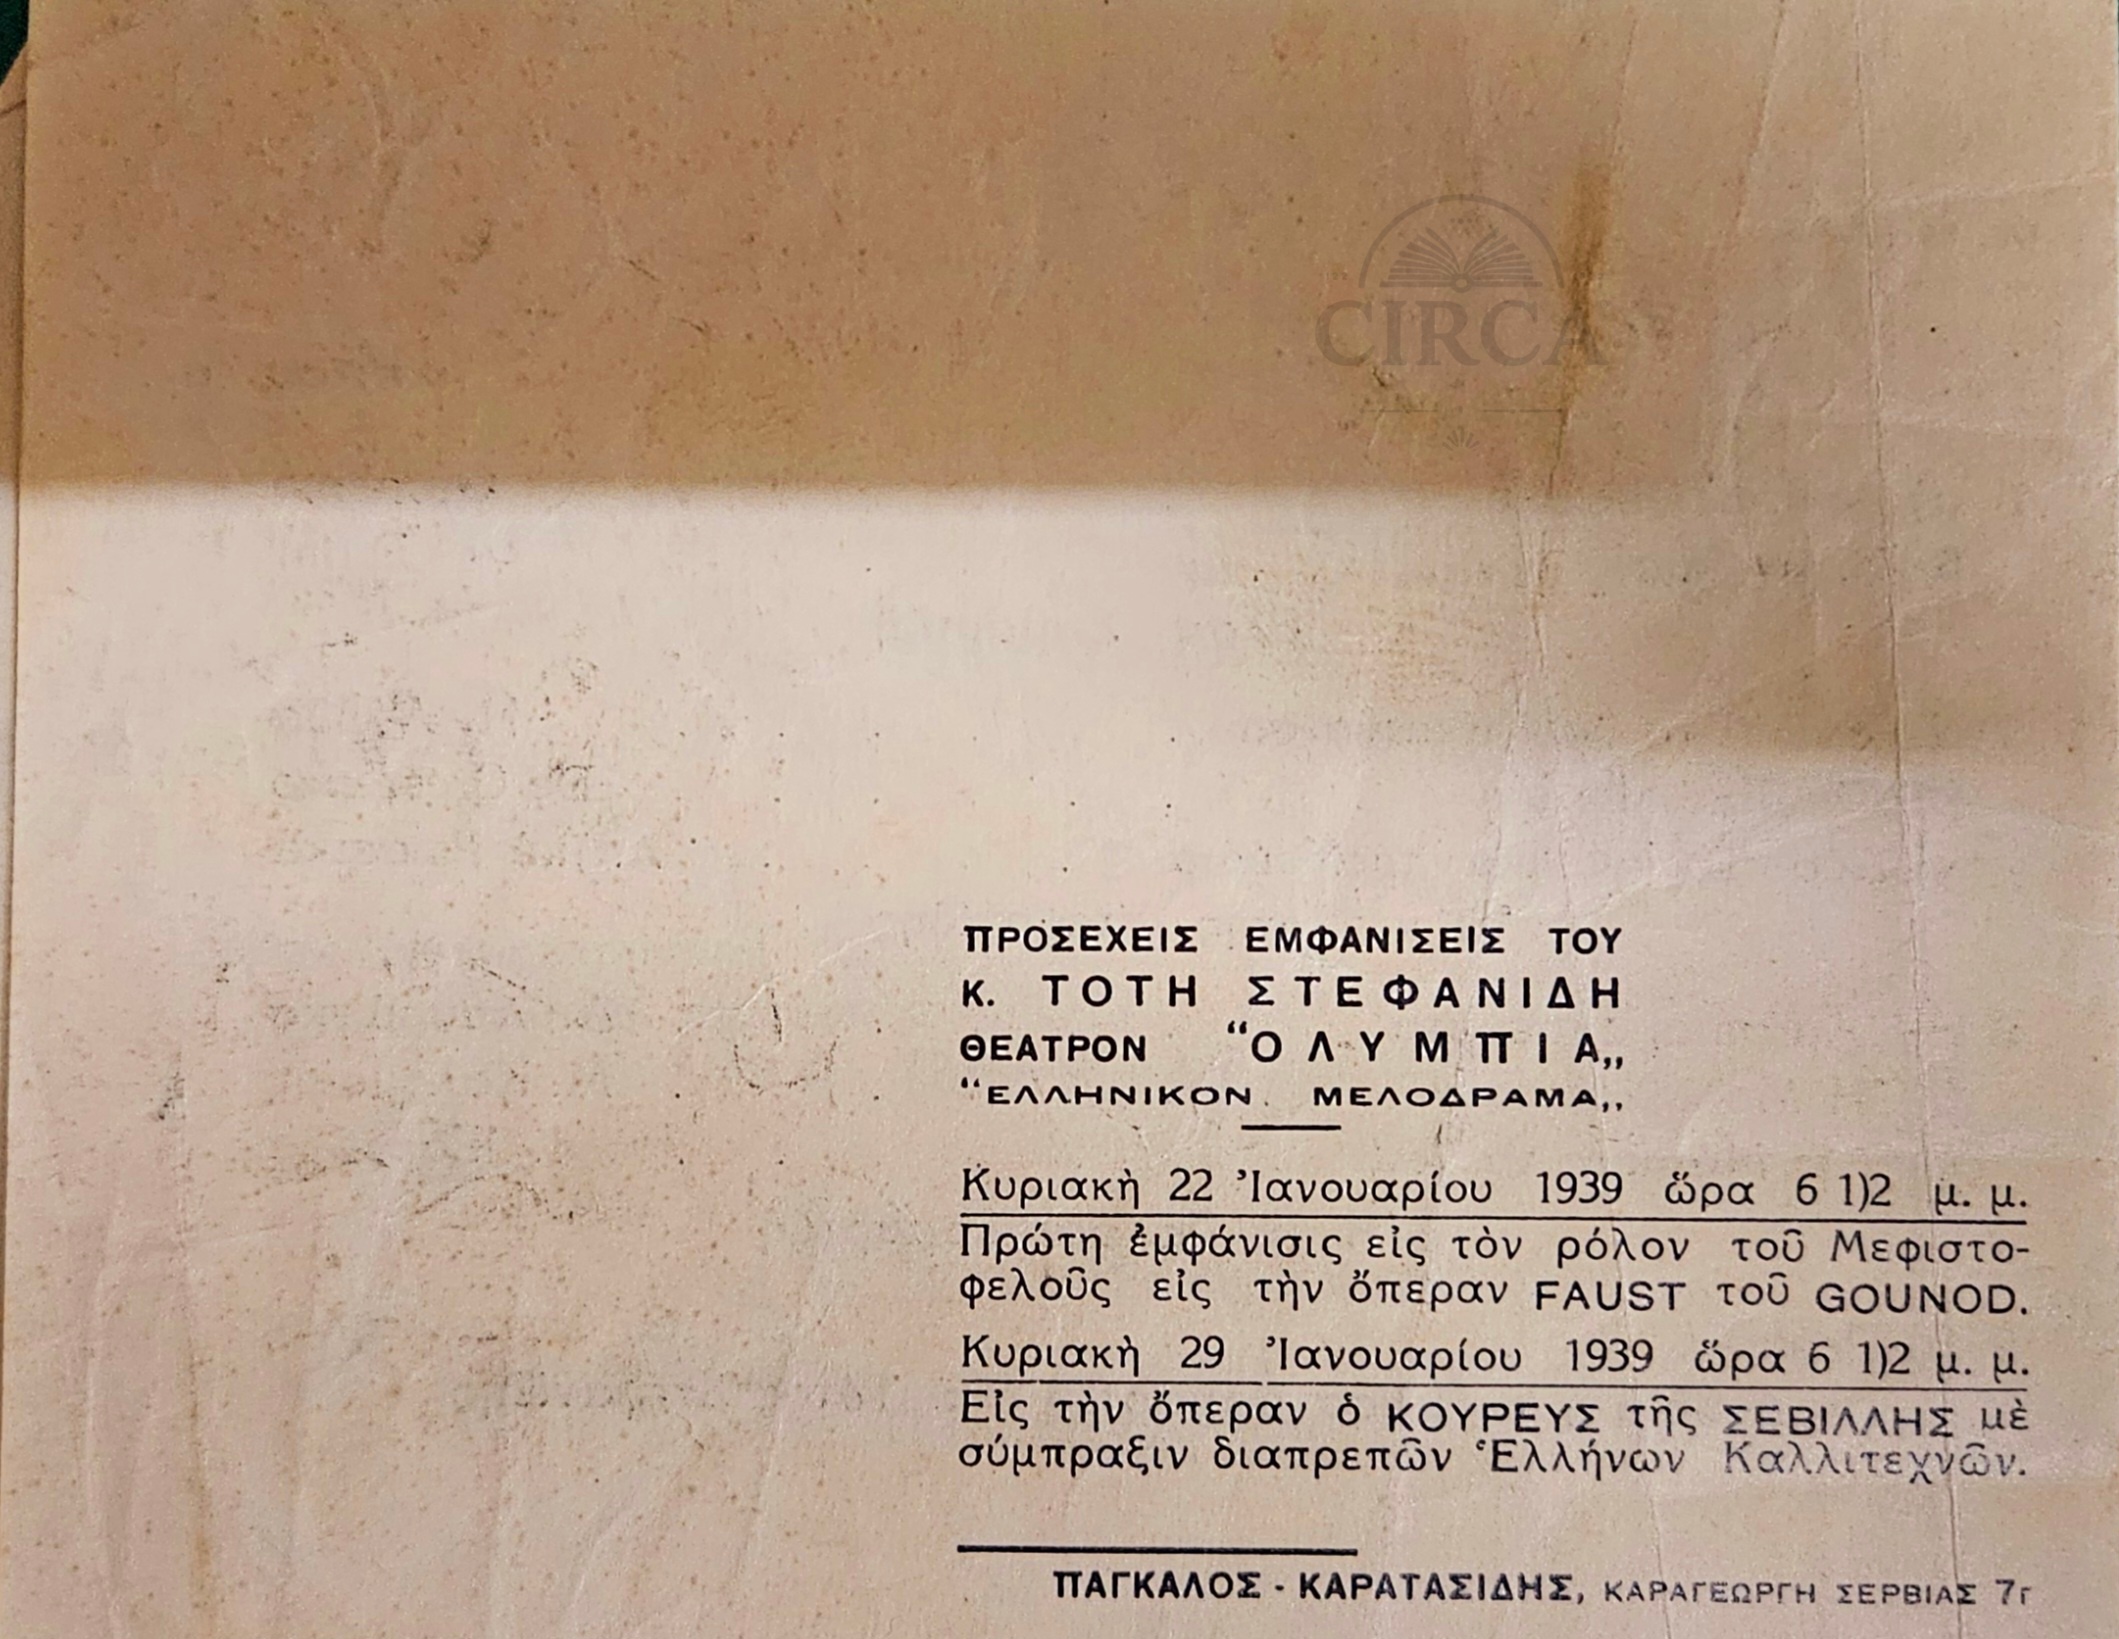 CIRCA
ΠΡΟΣΕΧΕΙΣ ΕΜΦΑΝΙΣΕΙΣ ΤΟΥ
Κ. ΤΟΤΗ ΣΤΕΦΑΝΙΔΗ
ΘΕΑΤΡΟΝ “ΟΛΥΜΠΙΑ„
“ΕΛΛΗΝΙΚΟΝ ΜΕΛΟΔΡΑΜΑ„
Κυριακὴ 22 Ἰανουαρίου 1939 ὥρα 6 1)2 μ. μ.
Πρώτη ἐμφάνισις εἰς τὸν ρόλον τοῦ Μεφιστο-
φελοῦς εἰς τὴν ὄπεραν FAUST τοῦ GOUNOD.
Κυριακὴ 29 Ἰανουαρίου 1939 ὥρα 6 1)2 μ. μ.
Εἰς τὴν ὄπεραν ὁ ΚΟΥΡΕΥΣ τῆς ΣΕΒΙΛΛΗΣ μὲ
σύμπραξιν διαπρεπῶν Ἑλλήνων Καλλιτεχνῶν.
ΠΑΓΚΑΛΟΣ - ΚΑΡΑΤΑΣΙΔΗΣ, ΚΑΡΑΓΕΩΡΓΗ ΣΕΡΒΙΑΣ 7γ